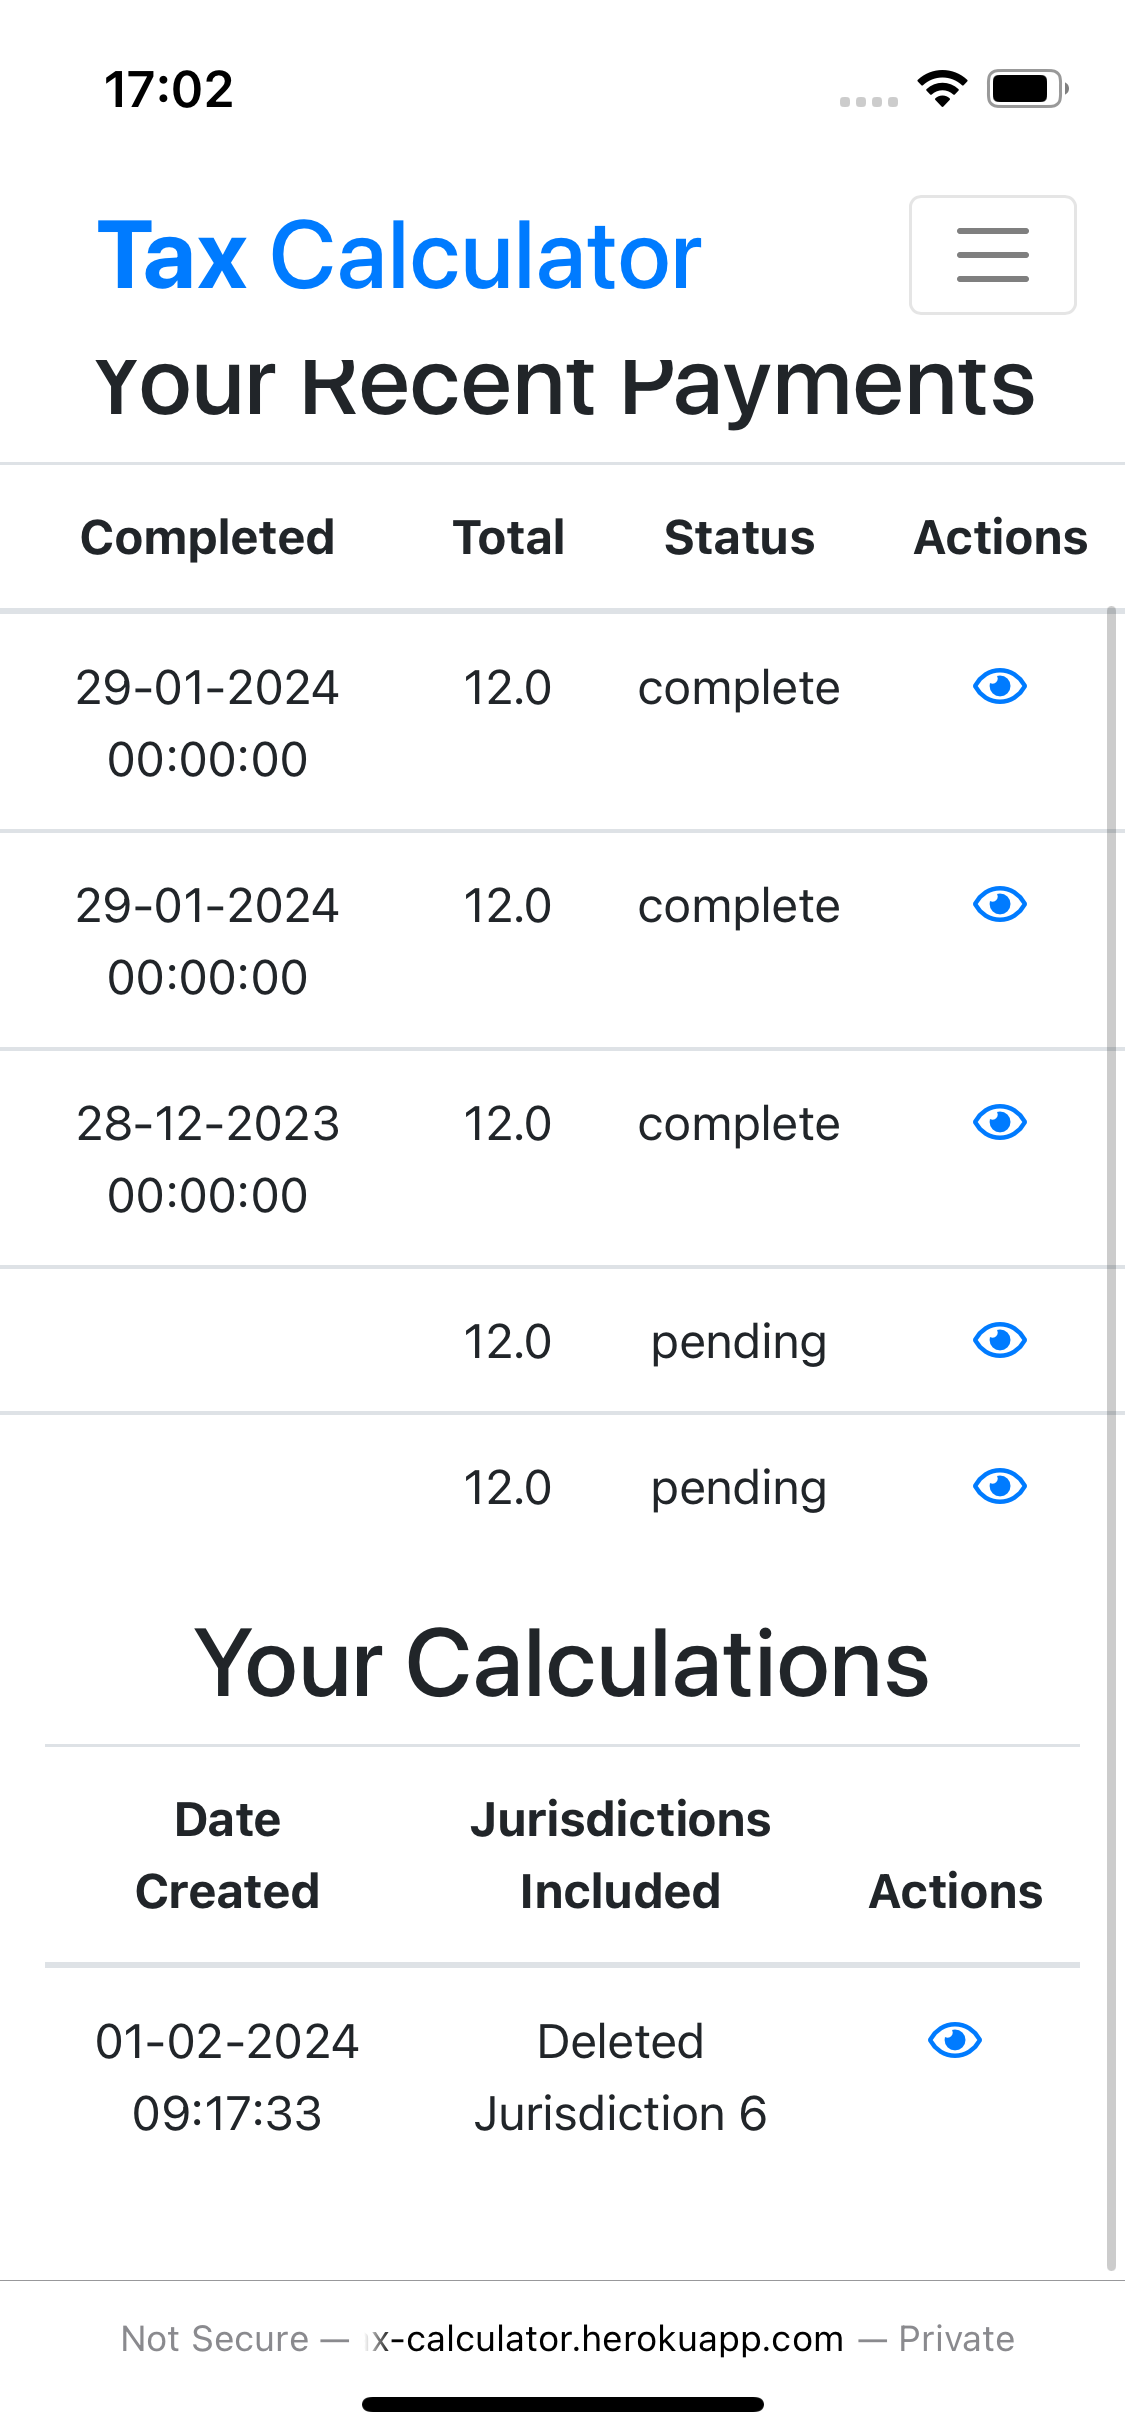 17:02
Tax Calculator
Your Recent Payments
Completed Total Status Actions
29-01-2024 12.0 complete
00:00:00
29-01-2024 12.0 complete
00:00:00
28-12-2023 12.0 complete
00:00:00
12.0 pending
12.0 pending
Your Calculations
Date Jurisdictions
Created Included Actions
01-02-2024 Deleted
09:17:33 Jurisdiction 6
Not Secure — x-calculator.herokuapp.com — Private